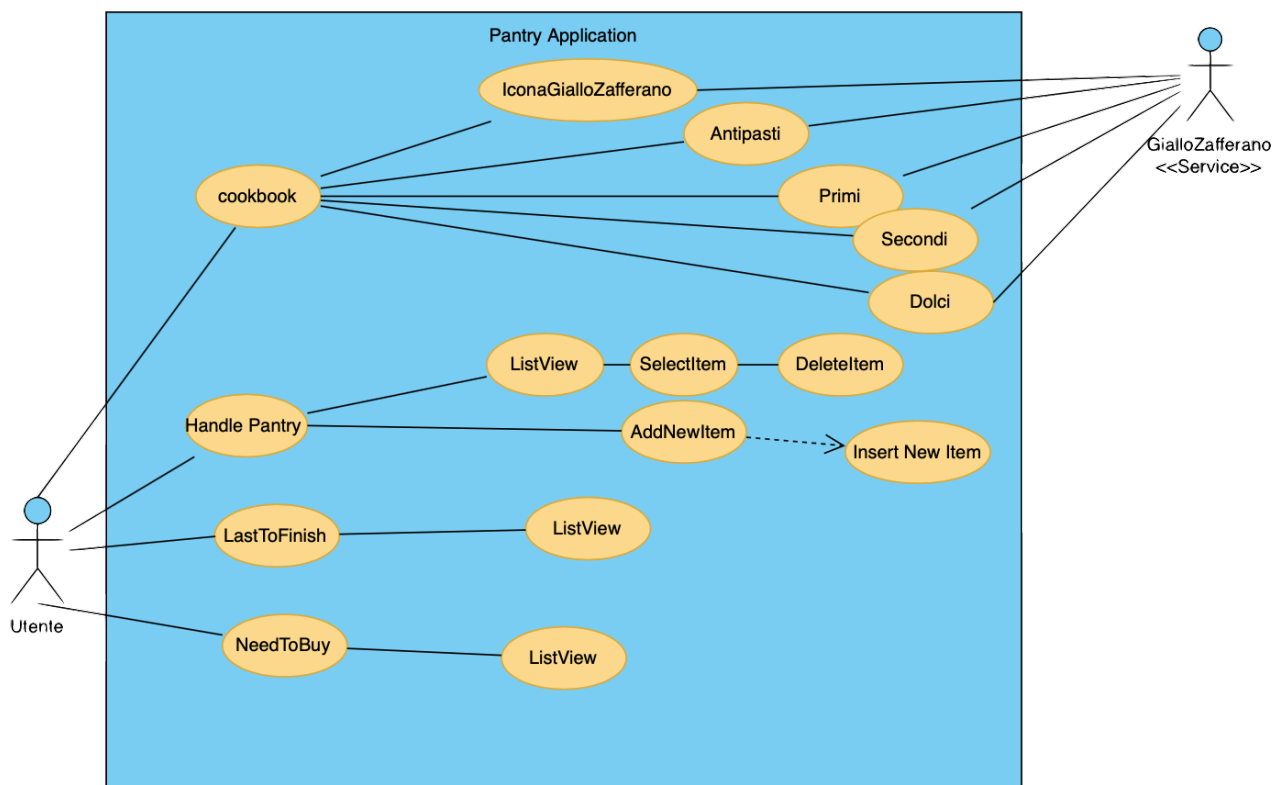 Pantry Application
IconaGialloZafferano
Antipasti
GialloZafferano
<<Service>>
cookbook
Primi
Secondi
Dolci
ListView
SelectItem
DeleteItem
Handle Pantry
AddNewItem
Insert New Item
LastToFinish
ListView
Utente
NeedToBuy
ListView